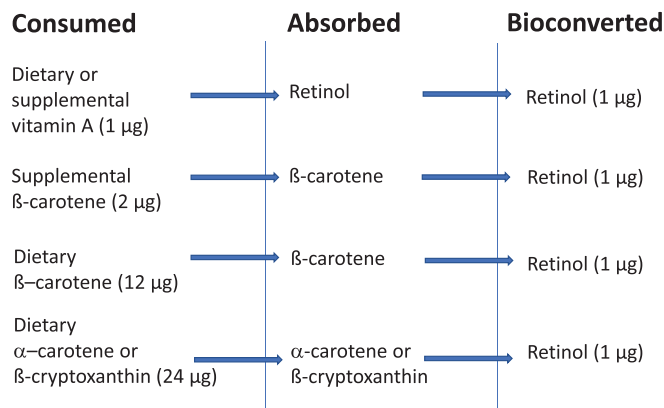 Consumed
Absorbed
Bioconverted
Dietary or
supplemental
vitamin A (1 µg)
Retinol
Retinol (1 µg)
Supplemental
ß-carotene (2 µg)
ß-carotene
Retinol (1 µg)
Dietary
ß–carotene (12 µg)
ß-carotene
Retinol (1 µg)
Dietary
α–carotene or
ß-cryptoxanthin (24 µg)
α-carotene or
ß-cryptoxanthin
Retinol (1 µg)